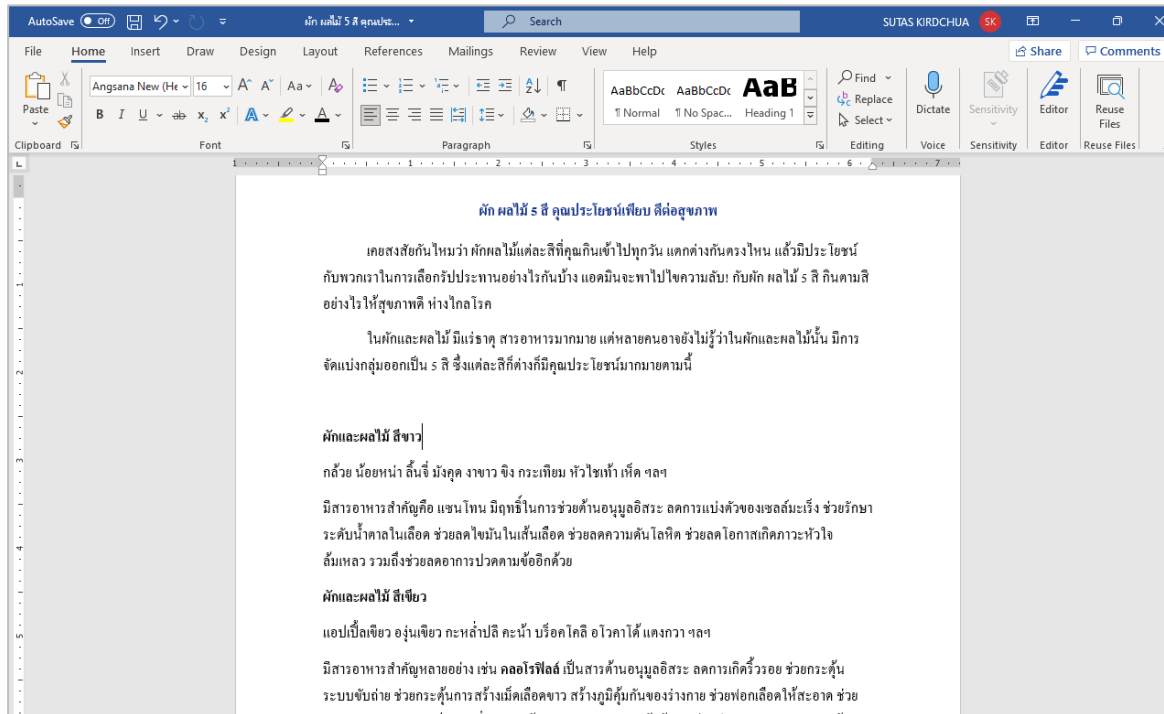 AutoSave Off ผัก ผลไม้ 5 สี คุณประ... Search SUTAS KIRDCHUA SK
File Home Insert Draw Design Layout References Mailings Review View Help Share Comments
Paste
Angsana New (He 16 A A Aa A
B I U ab x₂ x² A A
AaBbCcDc AaBbCcDc AaB
¶ Normal ¶ No Spac... Heading 1
Find
Replace
Select
Dictate Sensitivity Editor Reuse Files
Clipboard Font Paragraph Styles Editing Voice Sensitivity Editor Reuse Files
1 1 2 3 4 5 6 7
ผัก ผลไม้ 5 สี คุณประโยชน์เพียบ ดีต่อสุขภาพ
เคยสงสัยกันไหมว่า ผักผลไม้แต่ละสีที่คุณกินเข้าไปทุกวัน แตกต่างกันตรงไหน แล้วมีประโยชน์
กับพวกเราในการเลือกรับประทานอย่างไรกันบ้าง แอดมินจะพาไปไขความลับ! กับผัก ผลไม้ 5 สี กินตามสี
อย่างไรให้สุขภาพดี ห่างไกลโรค
ในผักและผลไม้ มีแร่ธาตุ สารอาหารมากมาย แต่หลายคนอาจยังไม่รู้ว่าในผักและผลไม้นั้น มีการ
จัดแบ่งกลุ่มออกเป็น 5 สี ซึ่งแต่ละสีก็ต่างก็มีคุณประโยชน์มากมายตามนี้
ผักและผลไม้ สีขาว
กล้วย น้อยหน่า ลิ้นจี่ มังคุด งาขาว ขิง กระเทียม หัวไชเท้า เห็ด ฯลฯ
มีสารอาหารสำคัญคือ แซนโทน มีฤทธิ์ในการช่วยต้านอนุมูลอิสระ ลดการแบ่งตัวของเซลล์มะเร็ง ช่วยรักษา
ระดับน้ำตาลในเลือด ช่วยลดไขมันในเส้นเลือด ช่วยลดความดันโลหิต ช่วยลดโอกาสเกิดภาวะหัวใจ
ล้มเหลว รวมถึงช่วยลดอาการปวดตามข้ออีกด้วย
ผักและผลไม้ สีเขียว
แอปเปิ้ลเขียว องุ่นเขียว กะหล่ำปลี คะน้า บร็อคโคลี อโวคาโด้ แตงกวา ฯลฯ
มีสารอาหารสำคัญหลายอย่าง เช่น คลอโรฟิลล์ เป็นสารต้านอนุมูลอิสระ ลดการเกิดริ้วรอย ช่วยกระตุ้น
ระบบขับถ่าย ช่วยกระตุ้นการสร้างเม็ดเลือดขาว สร้างภูมิคุ้มกันของร่างกาย ช่วยฟอกเลือดให้สะอาด ช่วย